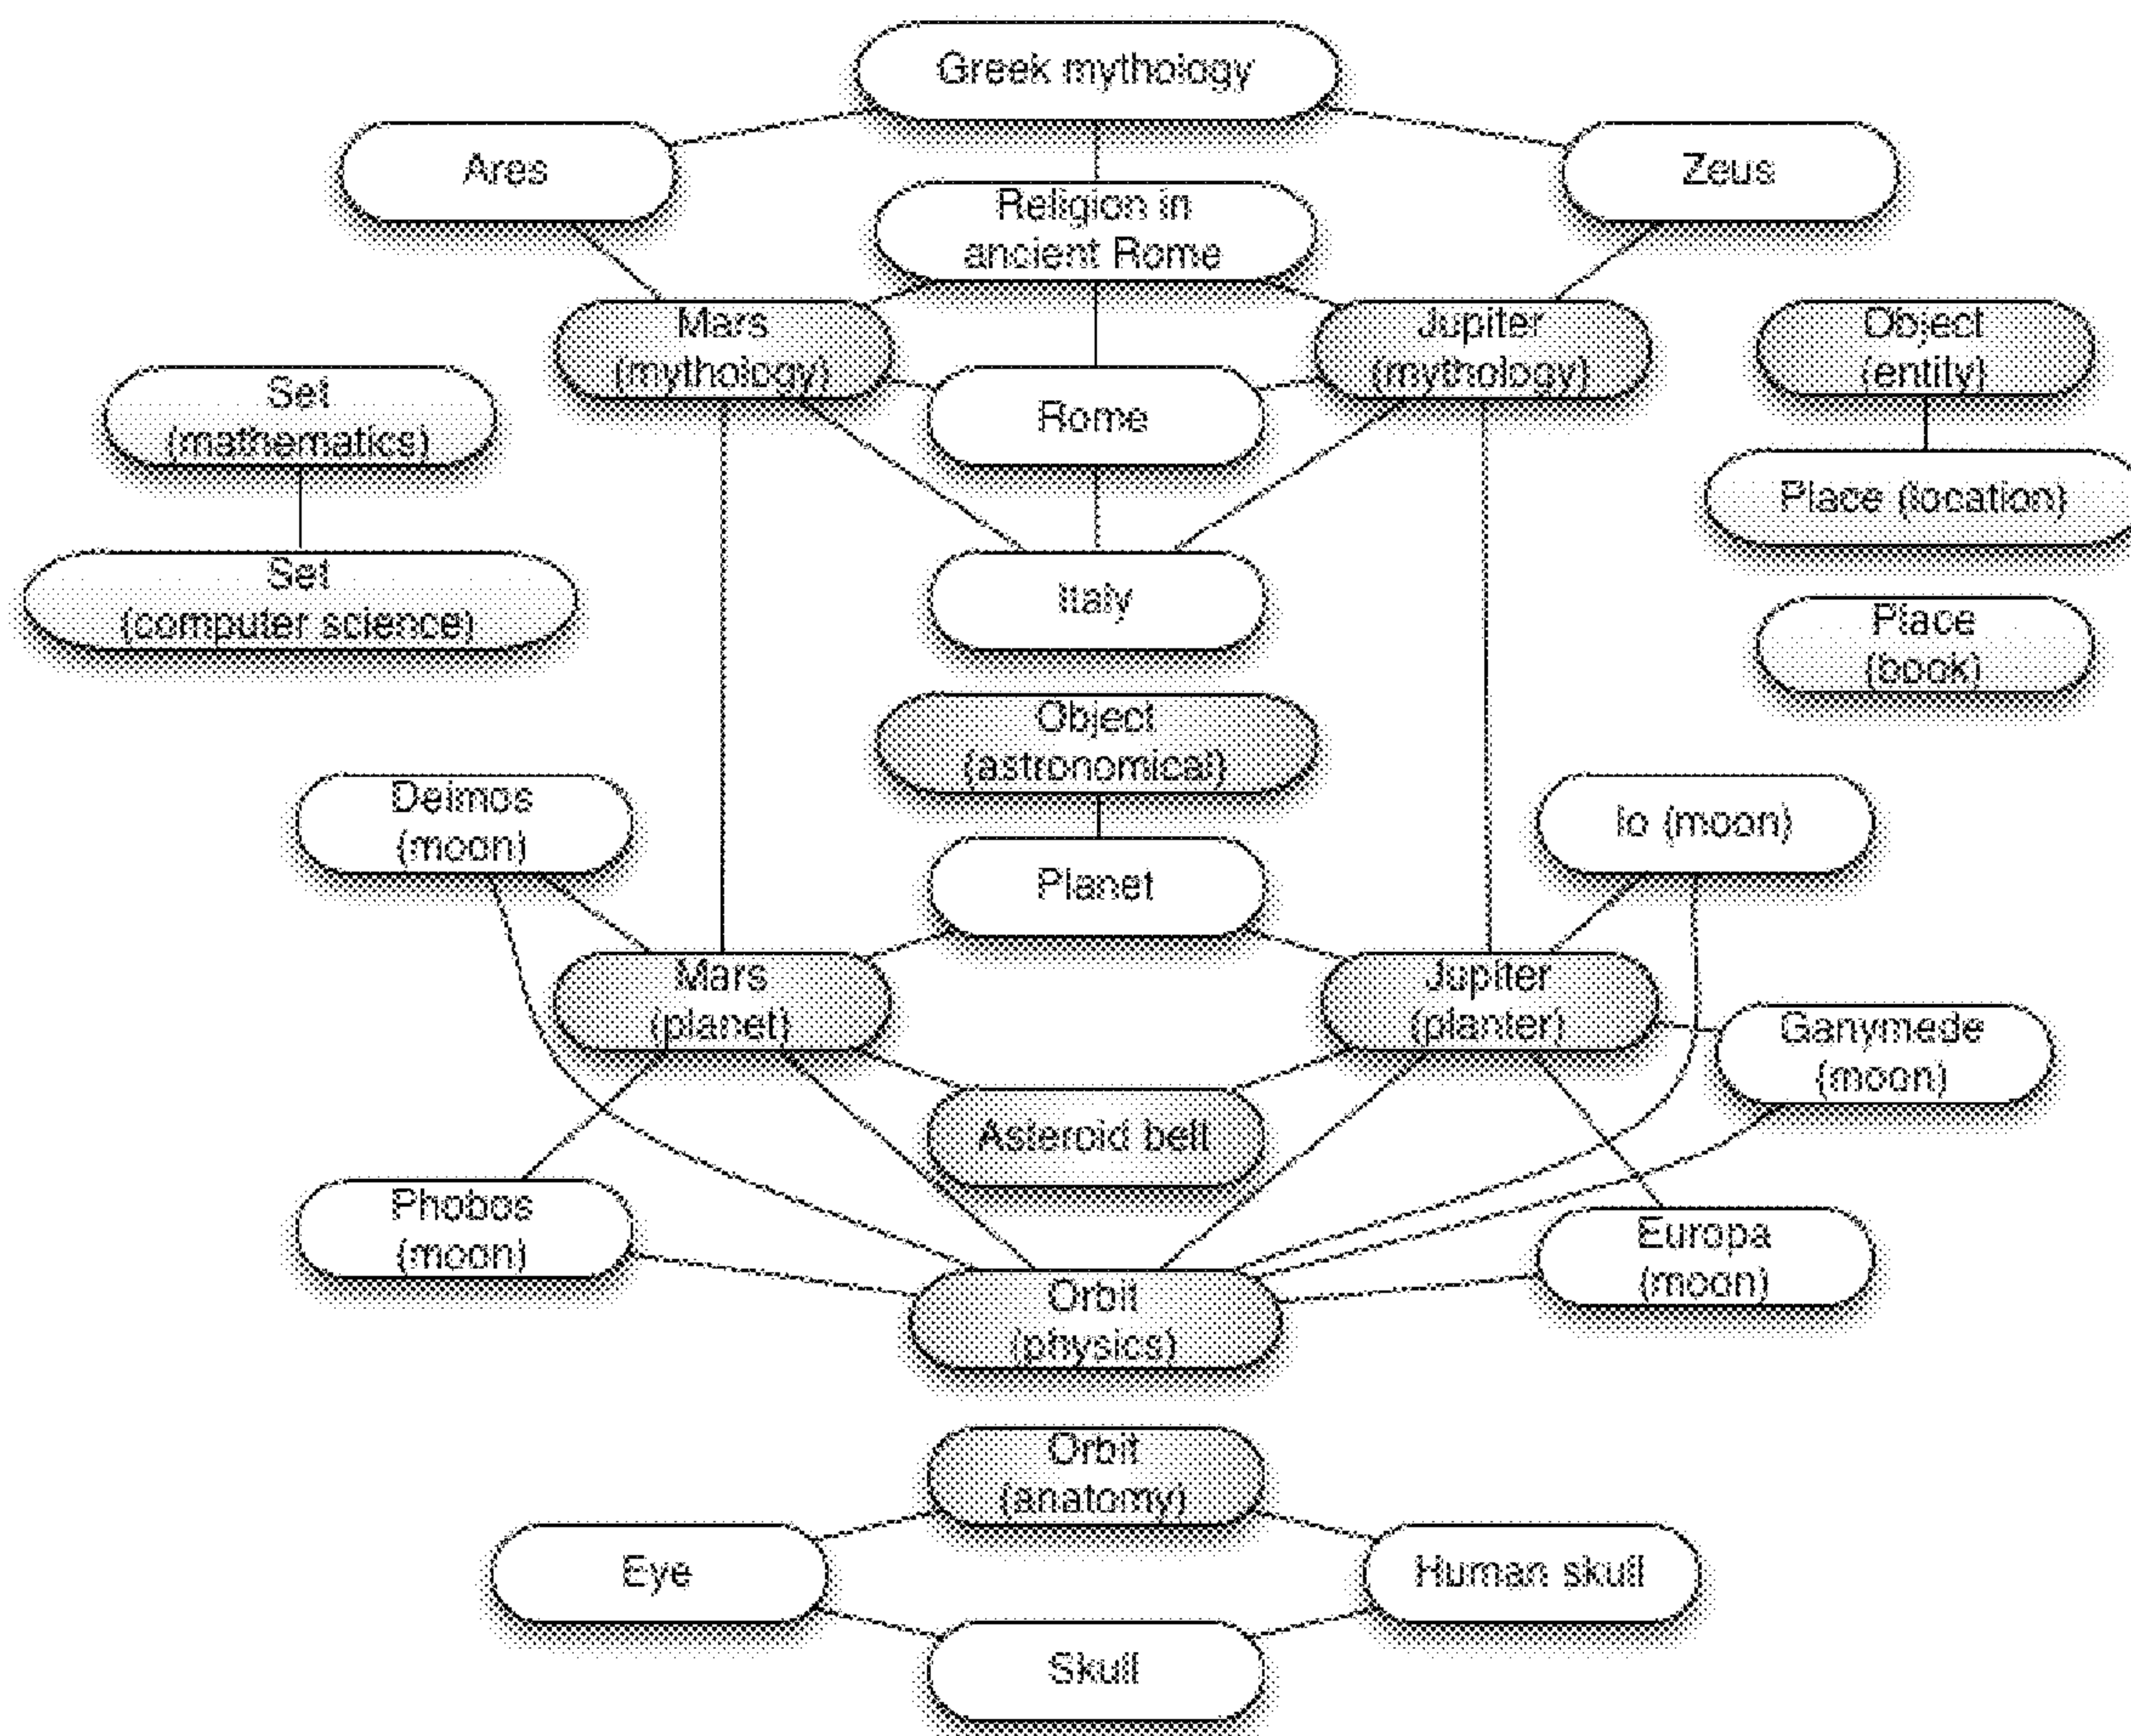 Greek mythology
Ares
Zeus
Religion in
ancient Rome
Mars
(mythology)
Jupiter
(mythology)
Object
(entity)
Set
(mathematics)
Rome
Place (location)
Set
(computer science)
Italy
Place
(book)
Object
(astronomical)
Deimos
(moon)
Io (moon)
Planet
Mars
(planet)
Jupiter
(planter)
Ganymede
(moon)
Asteroid belt
Phobos
(moon)
Europa
(moon)
Orbit
(physics)
Orbit
(anatomy)
Eye
Human skull
Skull